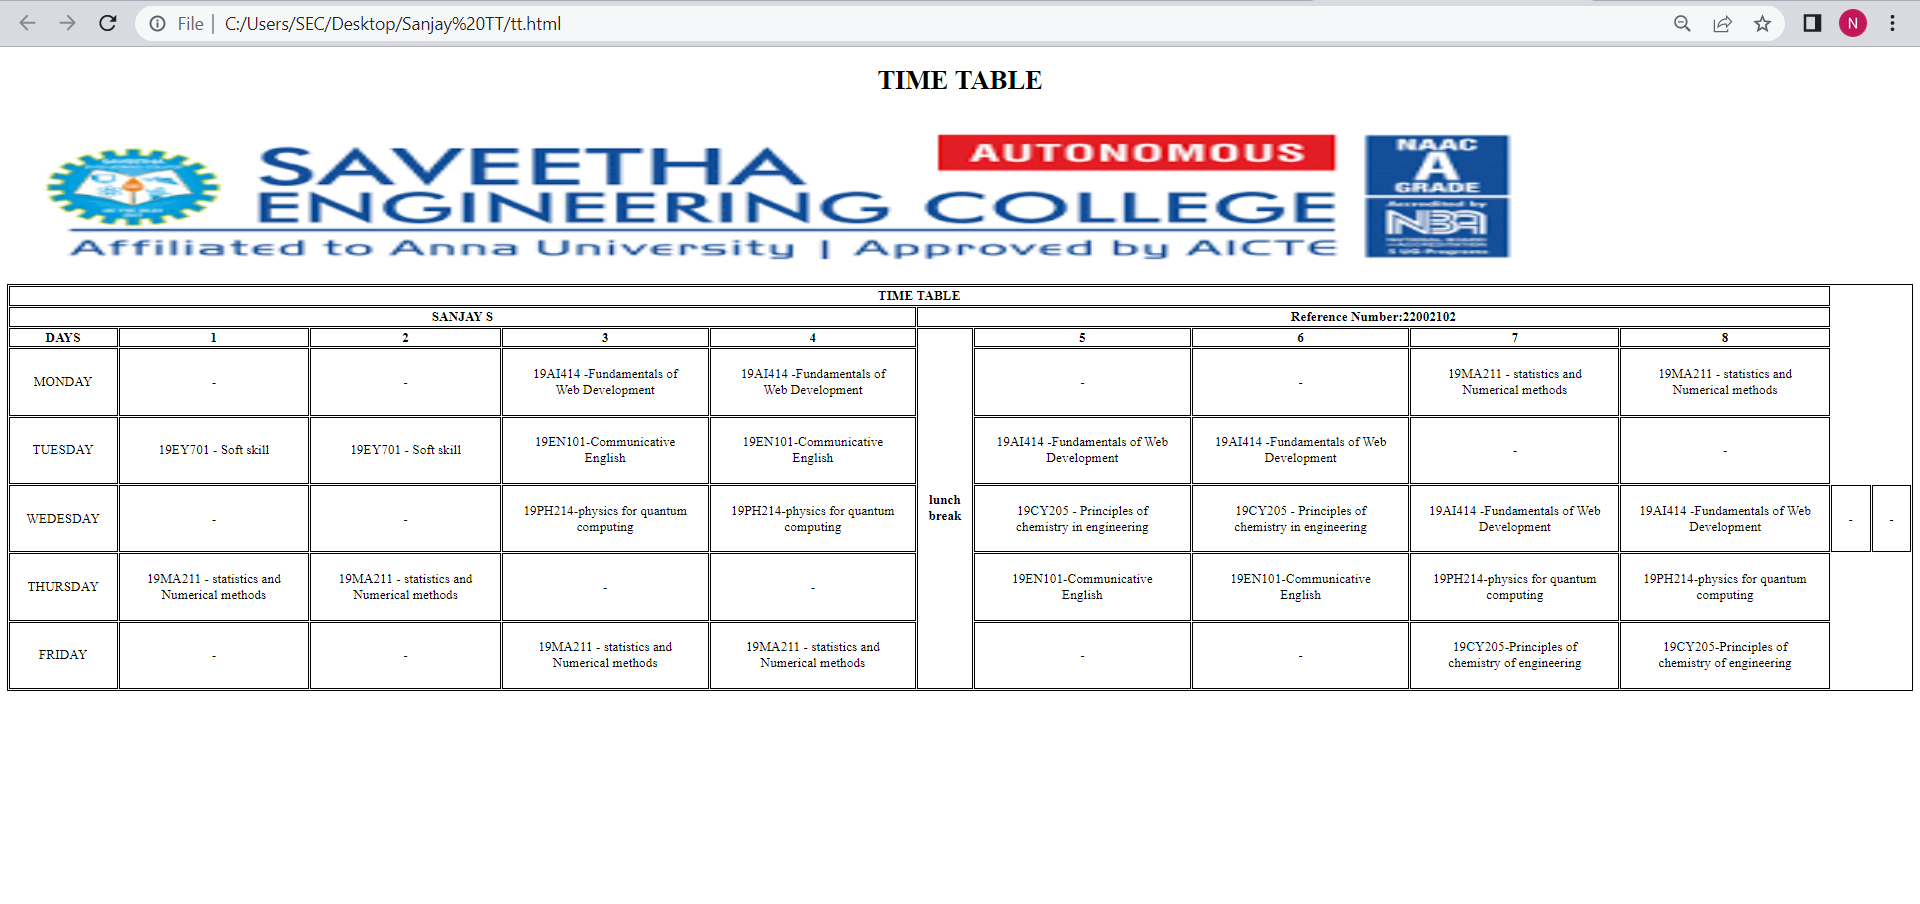 File | C:/Users/SEC/Desktop/Sanjay%20TT/tt.html N
TIME TABLE
SAVEETHA AUTONOMOUS
ENGINEERING COLLEGE
Affiliated to Anna University | Approved by AICTE
NAAC
A
GRADE
Accredited by
NBA
TIME TABLE
SANJAY S Reference Number:22002102
DAYS 1 2 3 4 5 6 7 8
lunch
break
MONDAY - - 19AI414 -Fundamentals of 19AI414 -Fundamentals of - - 19MA211 - statistics and 19MA211 - statistics and
Web Development Web Development Numerical methods Numerical methods
TUESDAY 19EY701 - Soft skill 19EY701 - Soft skill 19EN101-Communicative 19EN101-Communicative 19AI414 -Fundamentals of Web 19AI414 -Fundamentals of Web - -
English English Development Development
WEDESDAY - - 19PH214-physics for quantum 19PH214-physics for quantum 19CY205 - Principles of 19CY205 - Principles of 19AI414 -Fundamentals of Web 19AI414 -Fundamentals of Web - -
computing computing chemistry in engineering chemistry in engineering Development Development
THURSDAY 19MA211 - statistics and 19MA211 - statistics and - - 19EN101-Communicative 19EN101-Communicative 19PH214-physics for quantum 19PH214-physics for quantum
Numerical methods Numerical methods English English computing computing
FRIDAY - - 19MA211 - statistics and 19MA211 - statistics and - - 19CY205-Principles of 19CY205-Principles of
Numerical methods Numerical methods chemistry of engineering chemistry of engineering